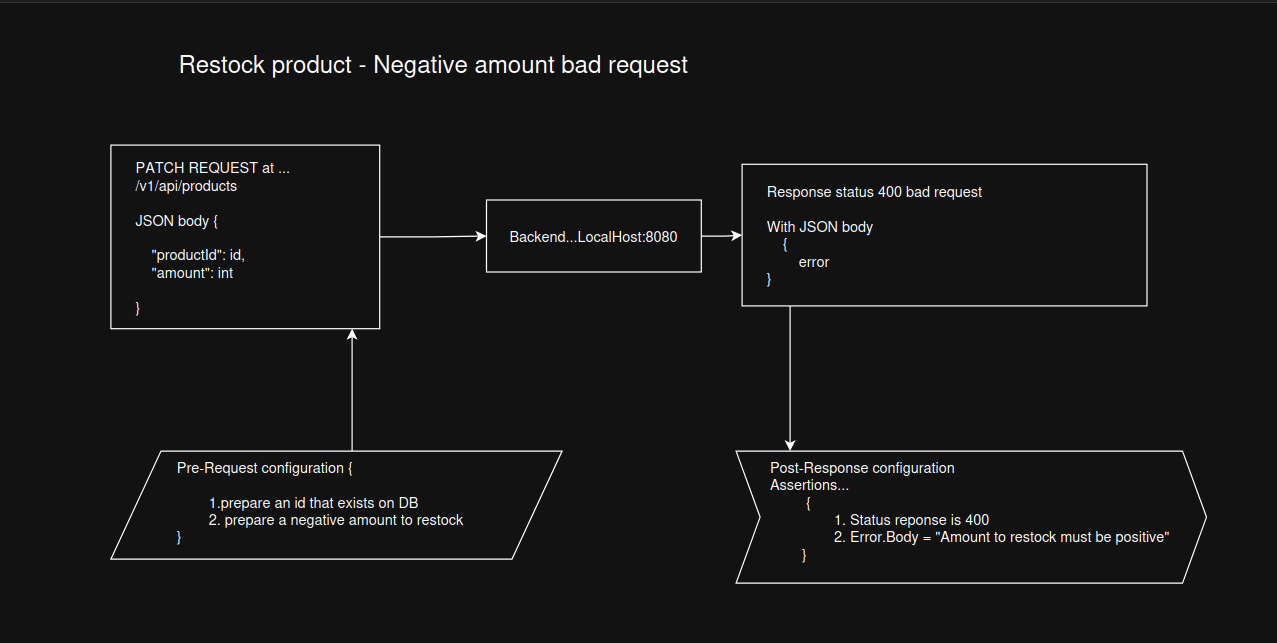 Restock product - Negative amount bad request
PATCH REQUEST at ...
/v1/api/products
JSON body {
"productId": id,
"amount": int
}
Backend...LocalHost:8080
Response status 400 bad request
With JSON body
{
error
}
Pre-Request configuration {
1.prepare an id that exists on DB
2. prepare a negative amount to restock
}
Post-Response configuration
Assertions...
{
1. Status reponse is 400
2. Error.Body = "Amount to restock must be positive"
}